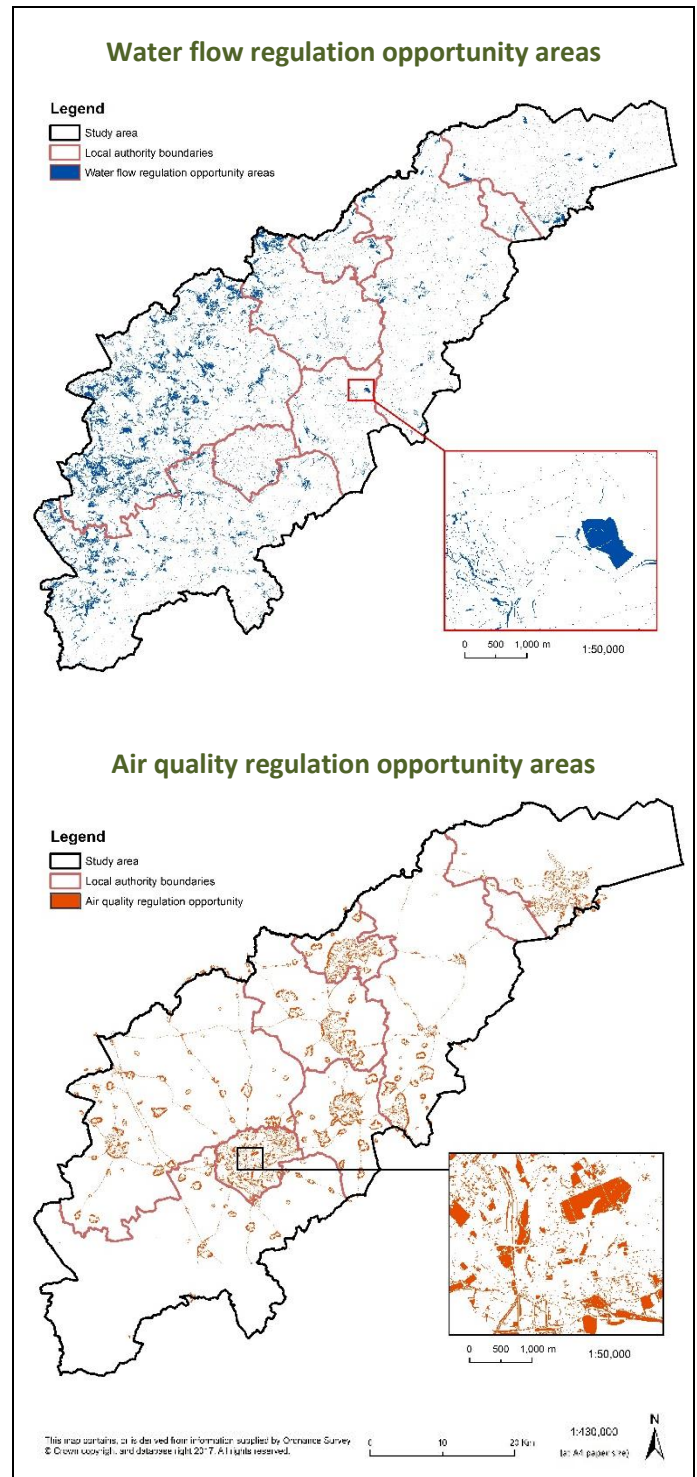 Water flow regulation opportunity areas
Legend
Study area
Local authority boundaries
Water flow regulation opportunity areas
0 500 1,000 m
1:50,000
Air quality regulation opportunity areas
Legend
Study area
Local authority boundaries
Air quality regulation opportunity
0 500 1,000 m
1:50,000
This map contains, or is derived from information supplied by Ordnance Survey
© Crown copyright and database right 2017. All rights reserved.
0 10 20 Km
1:430,000
(at A4 paper size)
N